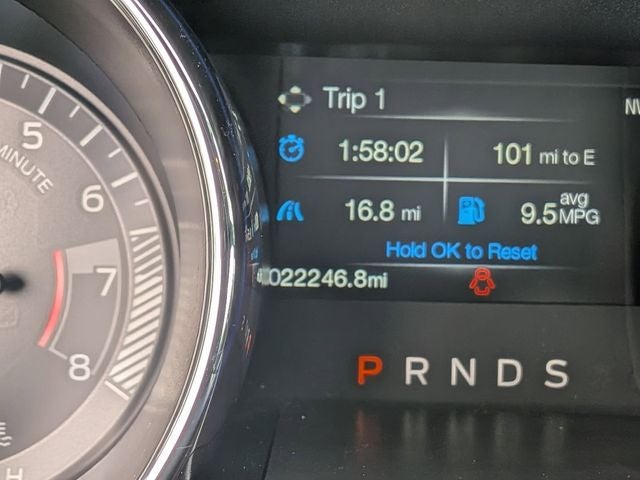 Trip 1
NW
1:58:02
101 mi to E
16.8 mi
9.5 avg MPG
Hold OK to Reset
022246.8mi
P R N D S
5
MINUTE
6
7
8
H